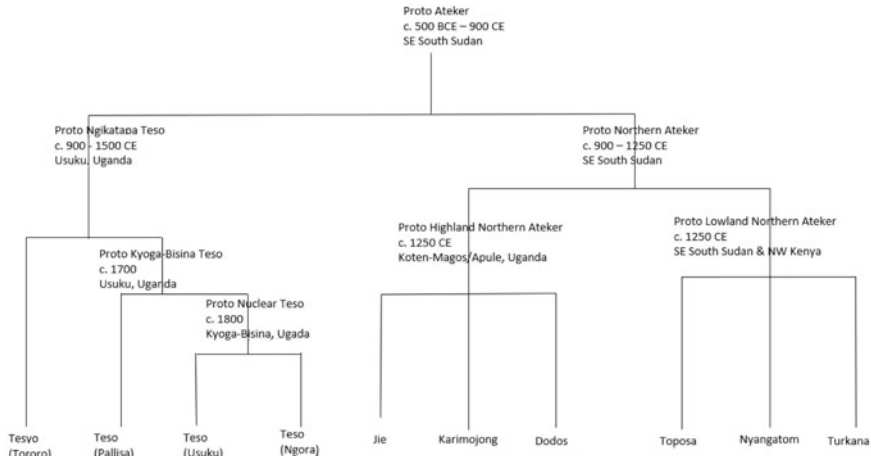 Proto Ateker
c. 500 BCE – 900 CE
SE South Sudan
Proto Ngikatapa Teso
c. 900 - 1500 CE
Usuku, Uganda
Proto Northern Ateker
c. 900 – 1250 CE
SE South Sudan
Proto Kyoga-Bisina Teso
c. 1700
Usuku, Uganda
Proto Nuclear Teso
c. 1800
Kyoga-Bisina, Ugada
Proto Highland Northern Ateker
c. 1250 CE
Koten-Magos/Apule, Uganda
Proto Lowland Northern Ateker
c. 1250 CE
SE South Sudan & NW Kenya
Tesyo
(Tororo)
Teso
(Pallisa)
Teso
(Usuku)
Teso
(Ngora)
Jie
Karimojong
Dodos
Toposa
Nyangatom
Turkana